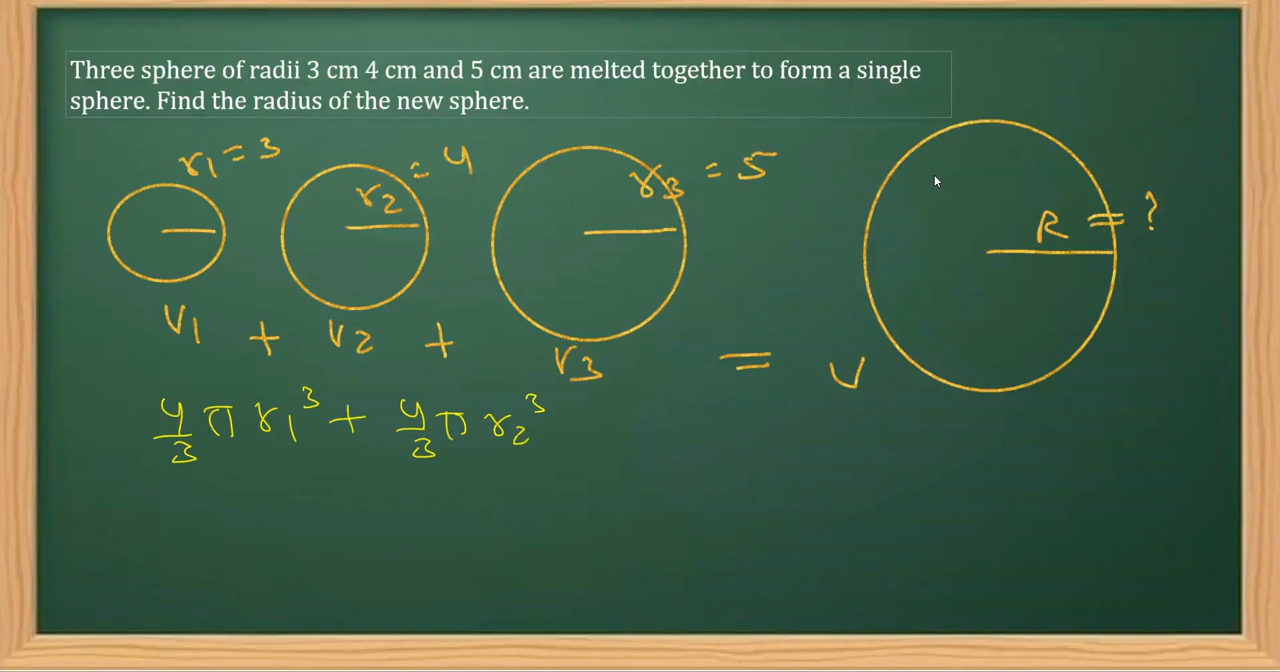 Three sphere of radii 3 cm 4 cm and 5 cm are melted together to form a single
sphere. Find the radius of the new sphere.
r1 = 3
r2 = 4
r3 = 5
R = ?
V1 + V2 + V3 = V
4/3 π r1³ + 4/3 π r2³